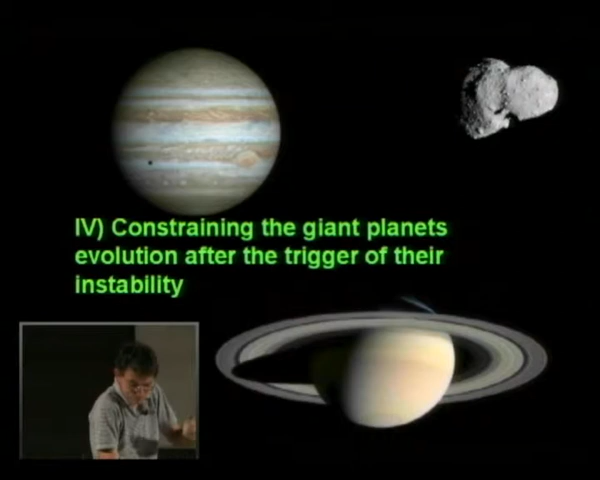 IV) Constraining the giant planets
evolution after the trigger of their
instability